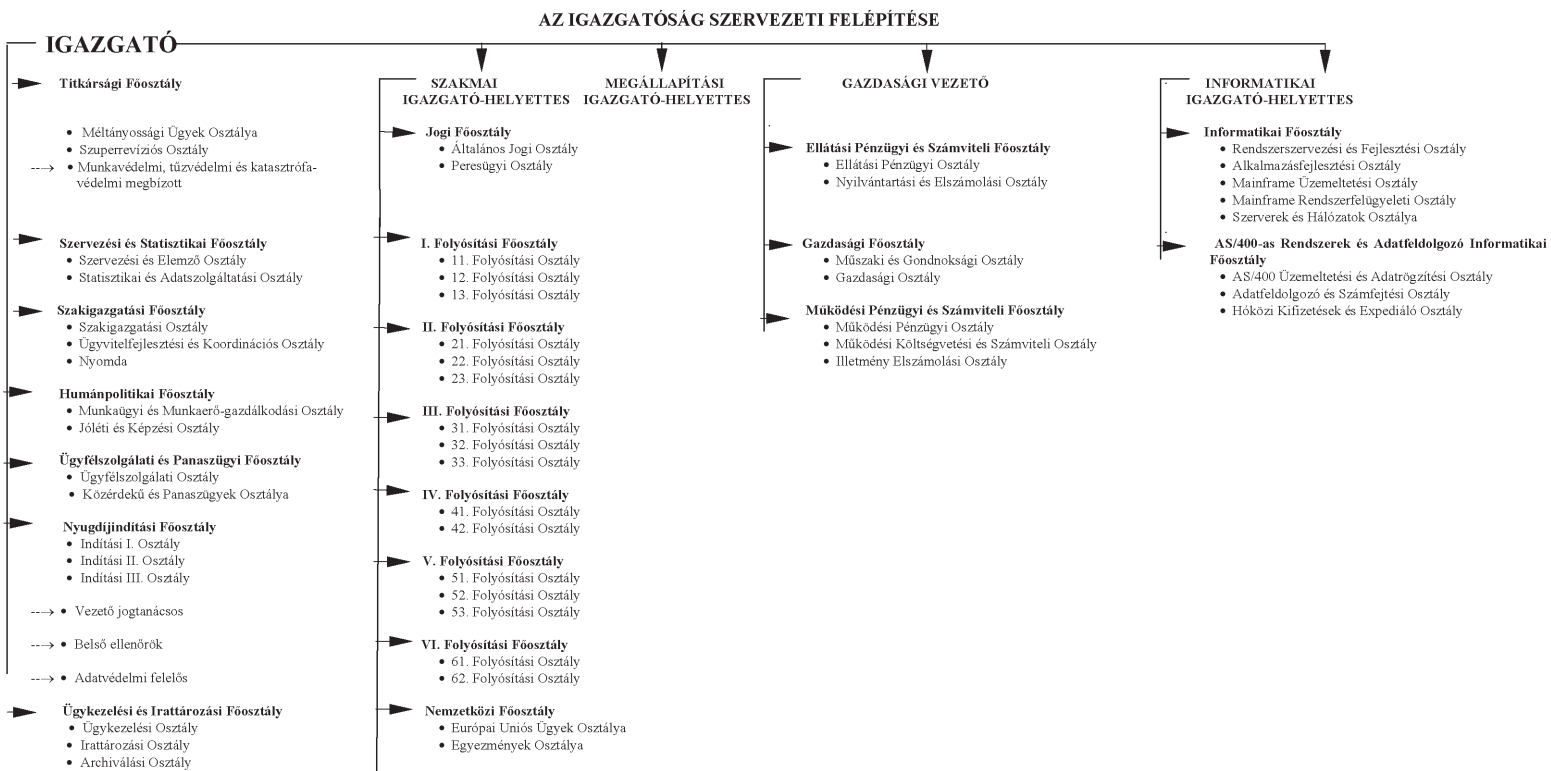 AZ IGAZGATÓSÁG SZERVEZETI FELÉPÍTÉSE
IGAZGATÓ
Titkársági Főosztály
• Méltányossági Ügyek Osztálya
• Szuperrevíziós Osztály
---→ • Munkavédelmi, tűzvédelmi és katasztrófa-
védelmi megbízott
Szervezési és Statisztikai Főosztály
• Szervezési és Elemző Osztály
• Statisztikai és Adatszolgáltatási Osztály
Szakigazgatási Főosztály
• Szakigazgatási Osztály
• Ügyvitelfejlesztési és Koordinációs Osztály
• Nyomda
Humánpolitikai Főosztály
• Munkaügyi és Munkaerő-gazdálkodási Osztály
• Jóléti és Képzési Osztály
Ügyfélszolgálati és Panaszügyi Főosztály
• Ügyfélszolgálati Osztály
• Közérdekű és Panaszügyek Osztálya
Nyugdíjindítási Főosztály
• Indítási I. Osztály
• Indítási II. Osztály
• Indítási III. Osztály
---→ • Vezető jogtanácsos
---→ • Belső ellenőrök
---→ • Adatvédelmi felelős
Ügykezelési és Irattározási Főosztály
• Ügykezelési Osztály
• Irattározási Osztály
• Archiválási Osztály
SZAKMAI
IGAZGATÓ-HELYETTES
Jogi Főosztály
• Általános Jogi Osztály
• Peresügyi Osztály
I. Folyósítási Főosztály
• 11. Folyósítási Osztály
• 12. Folyósítási Osztály
• 13. Folyósítási Osztály
II. Folyósítási Főosztály
• 21. Folyósítási Osztály
• 22. Folyósítási Osztály
• 23. Folyósítási Osztály
III. Folyósítási Főosztály
• 31. Folyósítási Osztály
• 32. Folyósítási Osztály
• 33. Folyósítási Osztály
IV. Folyósítási Főosztály
• 41. Folyósítási Osztály
• 42. Folyósítási Osztály
V. Folyósítási Főosztály
• 51. Folyósítási Osztály
• 52. Folyósítási Osztály
• 53. Folyósítási Osztály
VI. Folyósítási Főosztály
• 61. Folyósítási Osztály
• 62. Folyósítási Osztály
Nemzetközi Főosztály
• Európai Uniós Ügyek Osztálya
• Egyezmények Osztálya
MEGÁLLAPÍTÁSI
IGAZGATÓ-HELYETTES
GAZDASÁGI VEZETŐ
Ellátási Pénzügyi és Számviteli Főosztály
• Ellátási Pénzügyi Osztály
• Nyilvántartási és Elszámolási Osztály
Gazdasági Főosztály
• Műszaki és Gondnoksági Osztály
• Gazdasági Osztály
Működési Pénzügyi és Számviteli Főosztály
• Működési Pénzügyi Osztály
• Működési Költségvetési és Számviteli Osztály
• Illetmény Elszámolási Osztály
INFORMATIKAI
IGAZGATÓ-HELYETTES
Informatikai Főosztály
• Rendszerszervezési és Fejlesztési Osztály
• Alkalmazásfejlesztési Osztály
• Mainframe Üzemeltetési Osztály
• Mainframe Rendszerfelügyeleti Osztály
• Szerverek és Hálózatok Osztálya
AS/400-as Rendszerek és Adatfeldolgozó Informatikai
Főosztály
• AS/400 Üzemeltetési és Adatrögzítési Osztály
• Adatfeldolgozó és Számfejtési Osztály
• Hóközi Kifizetések és Expediáló Osztály